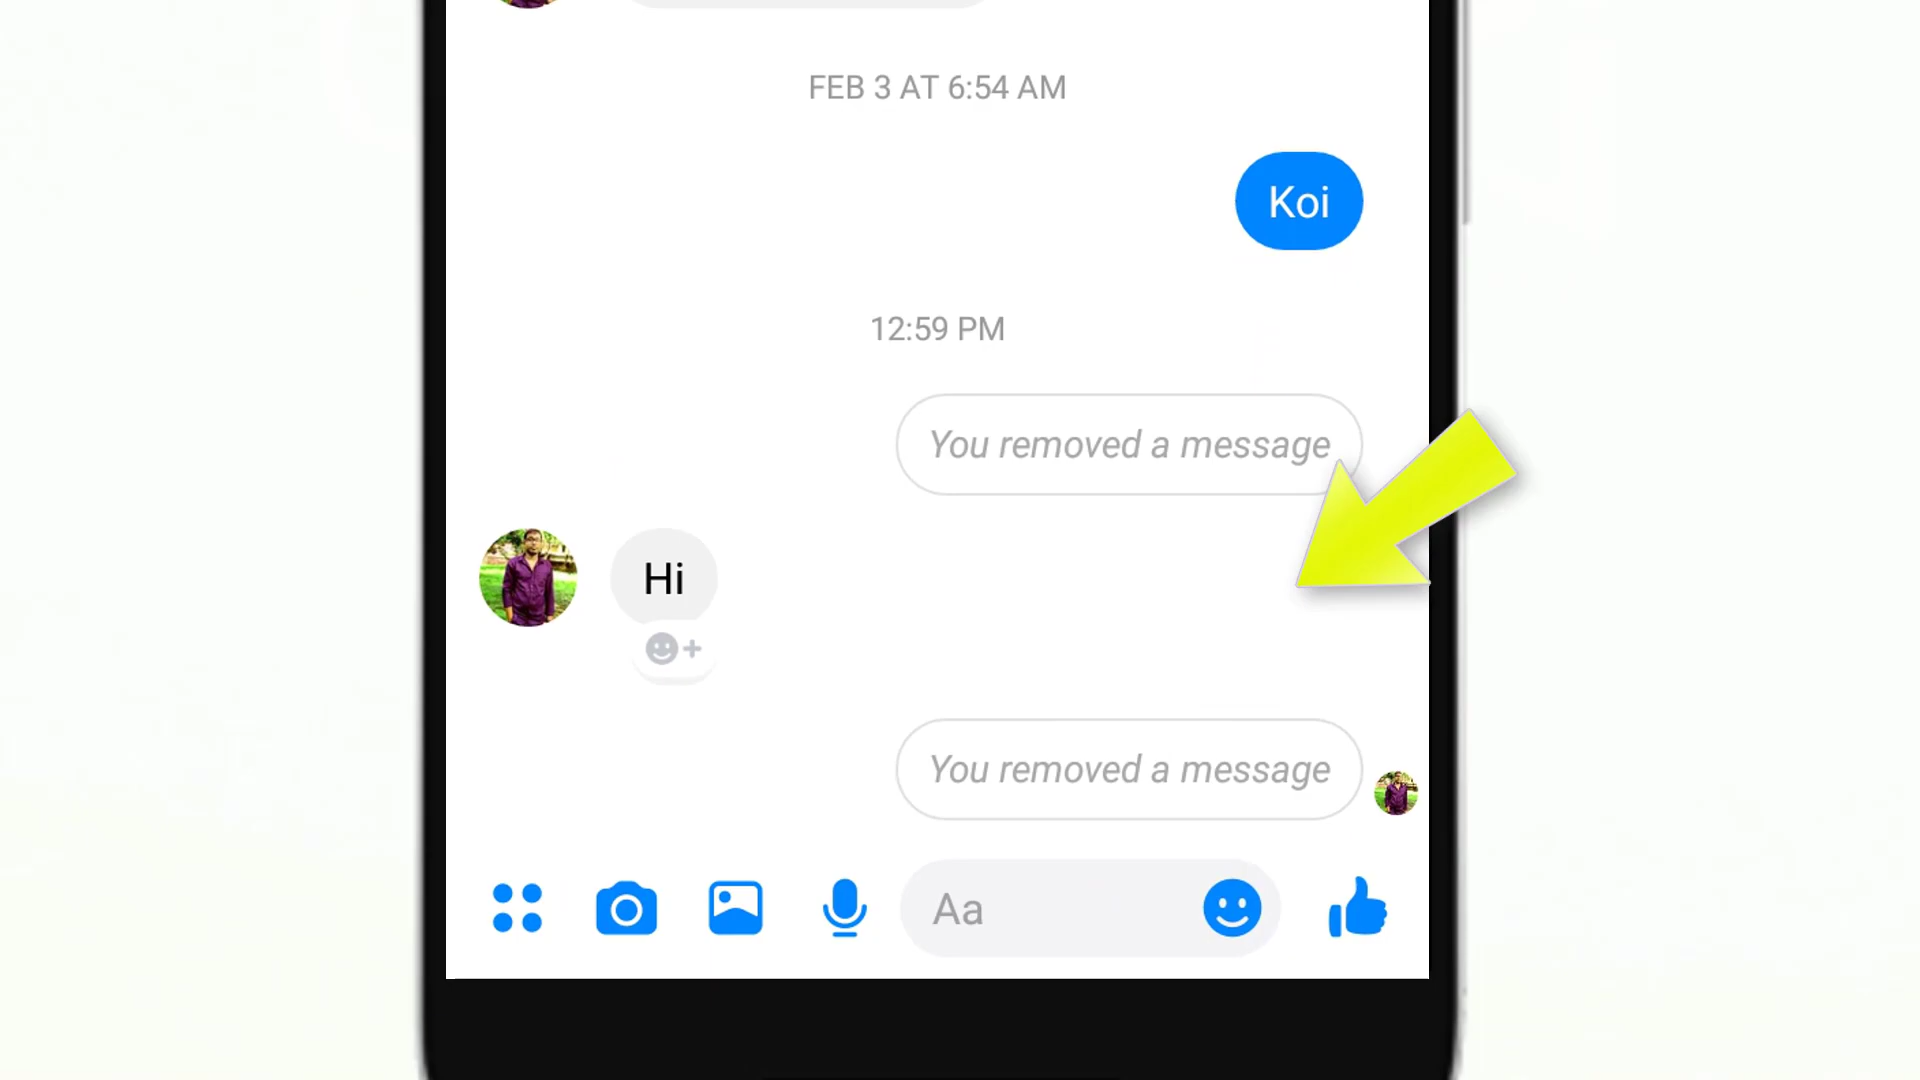 FEB 3 AT 6:54 AM
Koi
12:59 PM
You removed a message
Hi
You removed a message
Aa